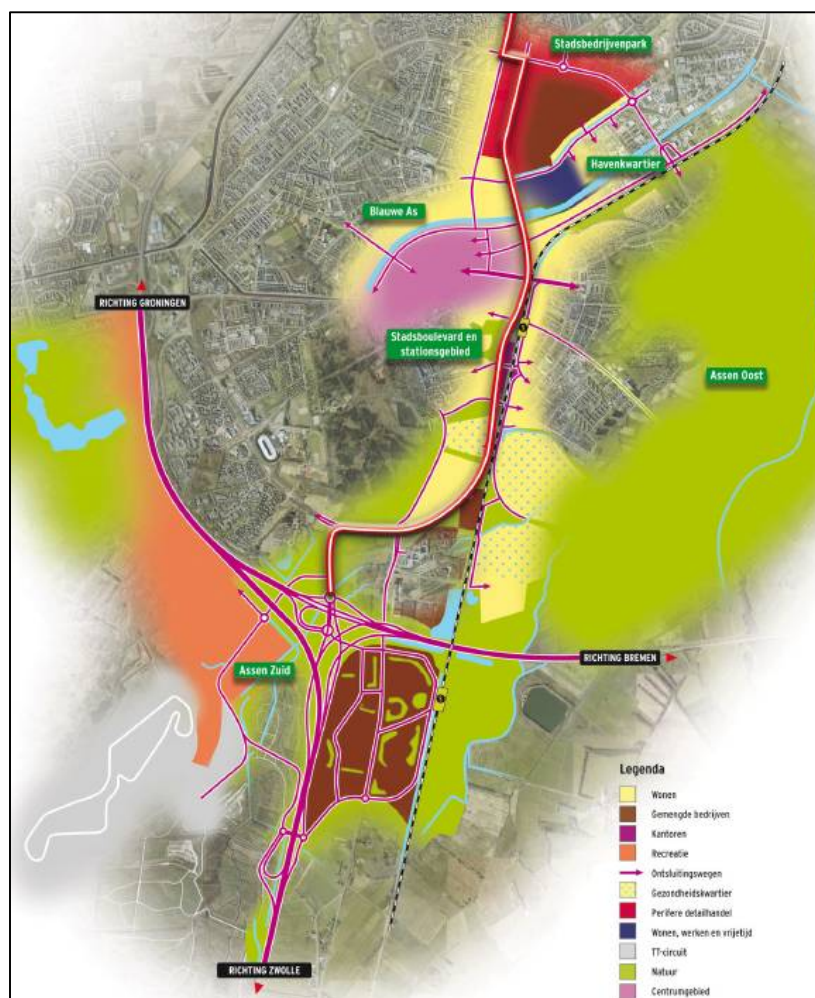 Stadsbedrijvenpark
Havenkwartier
Blauwe As
RICHTING GRONINGEN
Stadsboulevard en
stationsgebied
Assen Oost
RICHTING BREMEN
Assen Zuid
Legenda
Wonen
Gemengde bedrijven
Kantoren
Recreatie
Ontsluitingswegen
Gezondheidskwartier
Perifere detailhandel
Wonen, werken en vrijetijd
TT-circuit
Natuur
Centrumgebied
RICHTING ZWOLLE